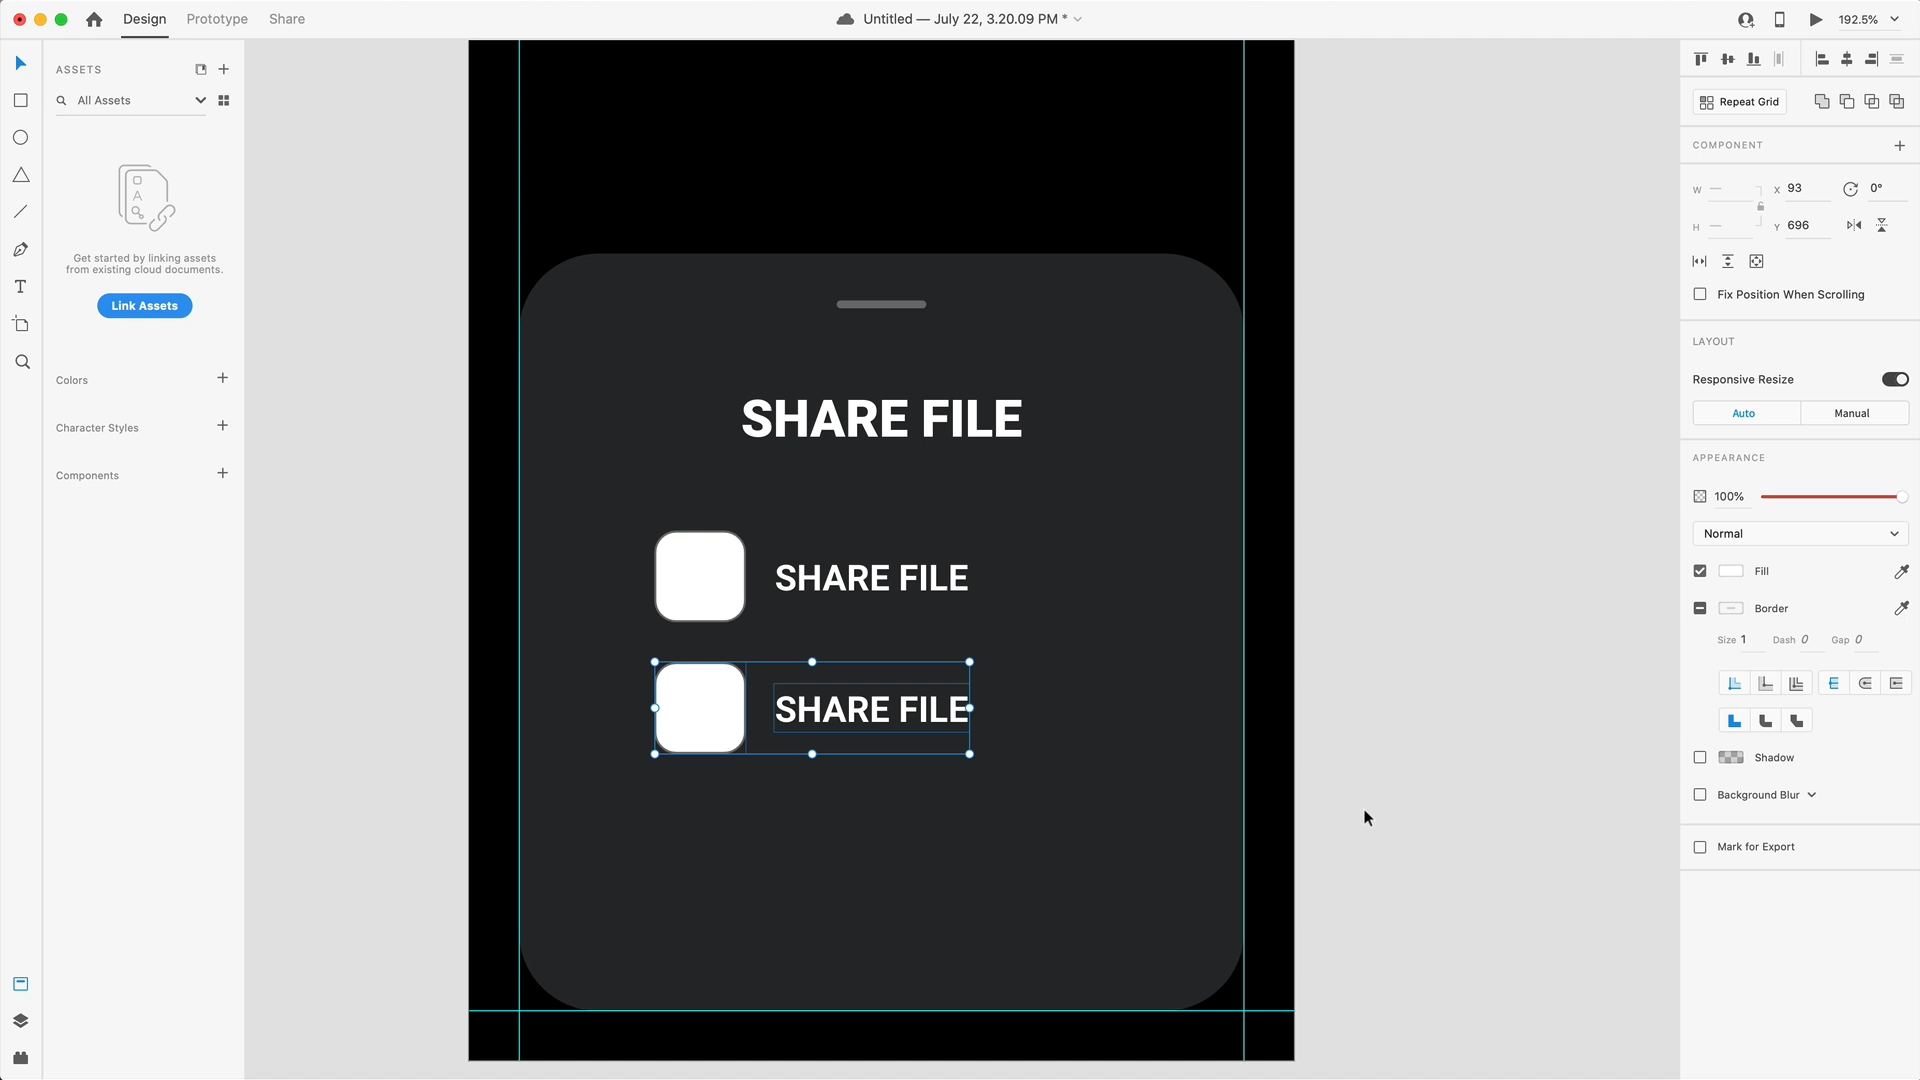 Design
Prototype
Share
Untitled — July 22, 3.20.09 PM *
192.5%
ASSETS
All Assets
A
Get started by linking assets
from existing cloud documents.
Link Assets
Colors
Character Styles
Components
T
SHARE FILE
SHARE FILE
SHARE FILE
Repeat Grid
COMPONENT
W —
X 93
0°
H —
Y 696
Fix Position When Scrolling
LAYOUT
Responsive Resize
Auto
Manual
APPEARANCE
100%
Normal
Fill
Border
Size 1
Dash 0
Gap 0
Shadow
Background Blur
Mark for Export